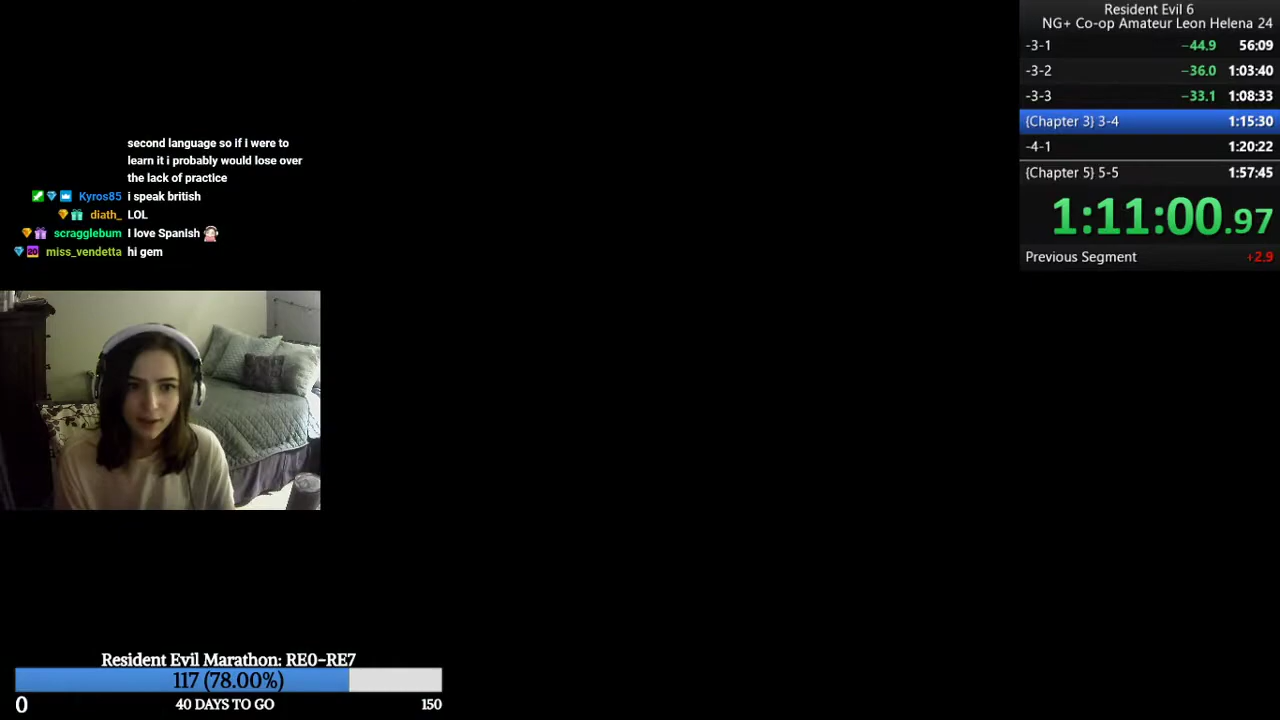 Resident Evil 6
NG+ Co-op Amateur Leon Helena 24
-3-1 −44.9 56:09
-3-2 −36.0 1:03:40
-3-3 −33.1 1:08:33
{Chapter 3} 3-4 1:15:30
-4-1 1:20:22
{Chapter 5} 5-5 1:57:45
1:11:00.97
Previous Segment +2.9
second language so if i were to
learn it i probably would lose over
the lack of practice
Kyros85 i speak british
diath_ LOL
scragglebum I love Spanish
20 miss_vendetta hi gem
Resident Evil Marathon: RE0-RE7
117 (78.00%)
0 40 DAYS TO GO 150